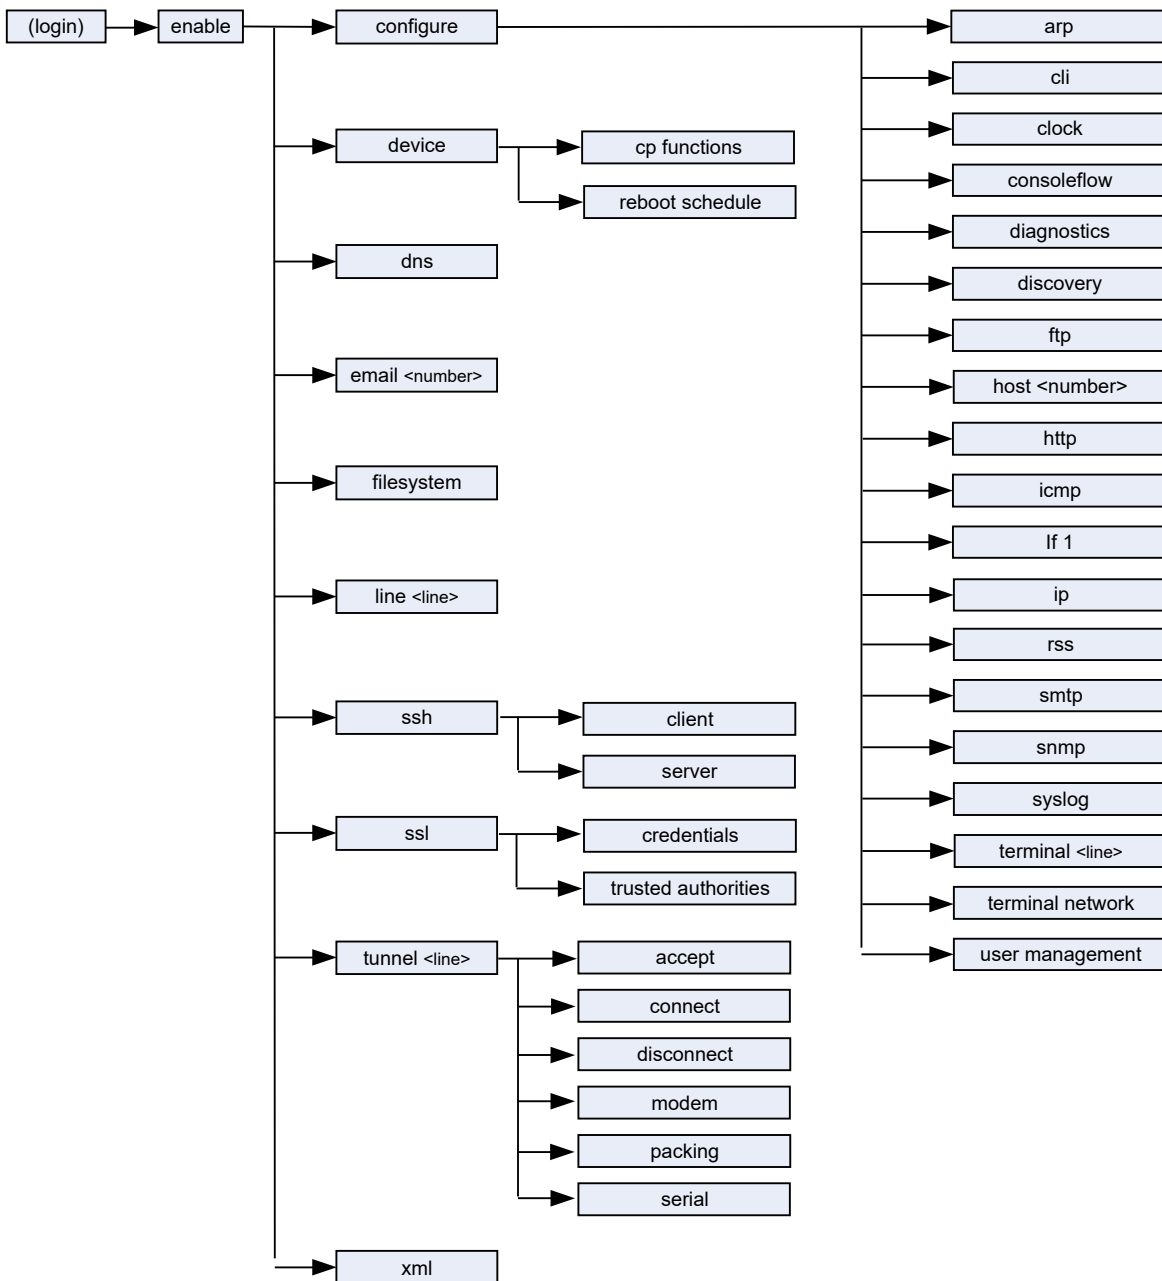 (login)
enable
configure
arp
cli
clock
consoleflow
diagnostics
discovery
ftp
host <number>
http
icmp
If 1
ip
rss
smtp
snmp
syslog
terminal <line>
terminal network
user management
device
cp functions
reboot schedule
dns
email <number>
filesystem
line <line>
ssh
client
server
ssl
credentials
trusted authorities
tunnel <line>
accept
connect
disconnect
modem
packing
serial
xml